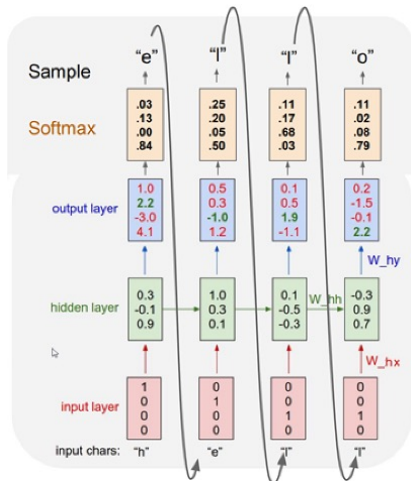 Sample "e" "l" "l" "o"
Softmax
.03 .25 .11 .11
.13 .20 .17 .02
.00 .05 .68 .08
.84 .50 .03 .79
output layer
1.0 0.5 0.1 0.2
2.2 0.3 0.5 -1.5
-3.0 -1.0 1.9 -0.1
4.1 1.2 -1.1 2.2
W_hy
hidden layer
0.3 1.0 0.1 -0.3
-0.1 0.3 -0.5 0.9
0.9 0.1 -0.3 0.7
W_hh
W_hx
input layer
1 0 0 0
0 1 0 0
0 0 1 1
0 0 0 0
input chars: "h" "e" "l" "l"